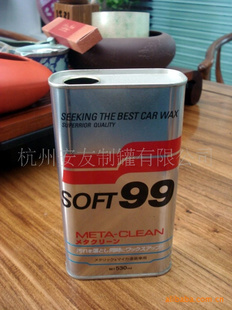 SEEKING THE BEST CAR WAX
SUPERIOR QUALITY
杭州安友制罐有限公司
SOFT99
META-CLEAN
メタクリーン
530